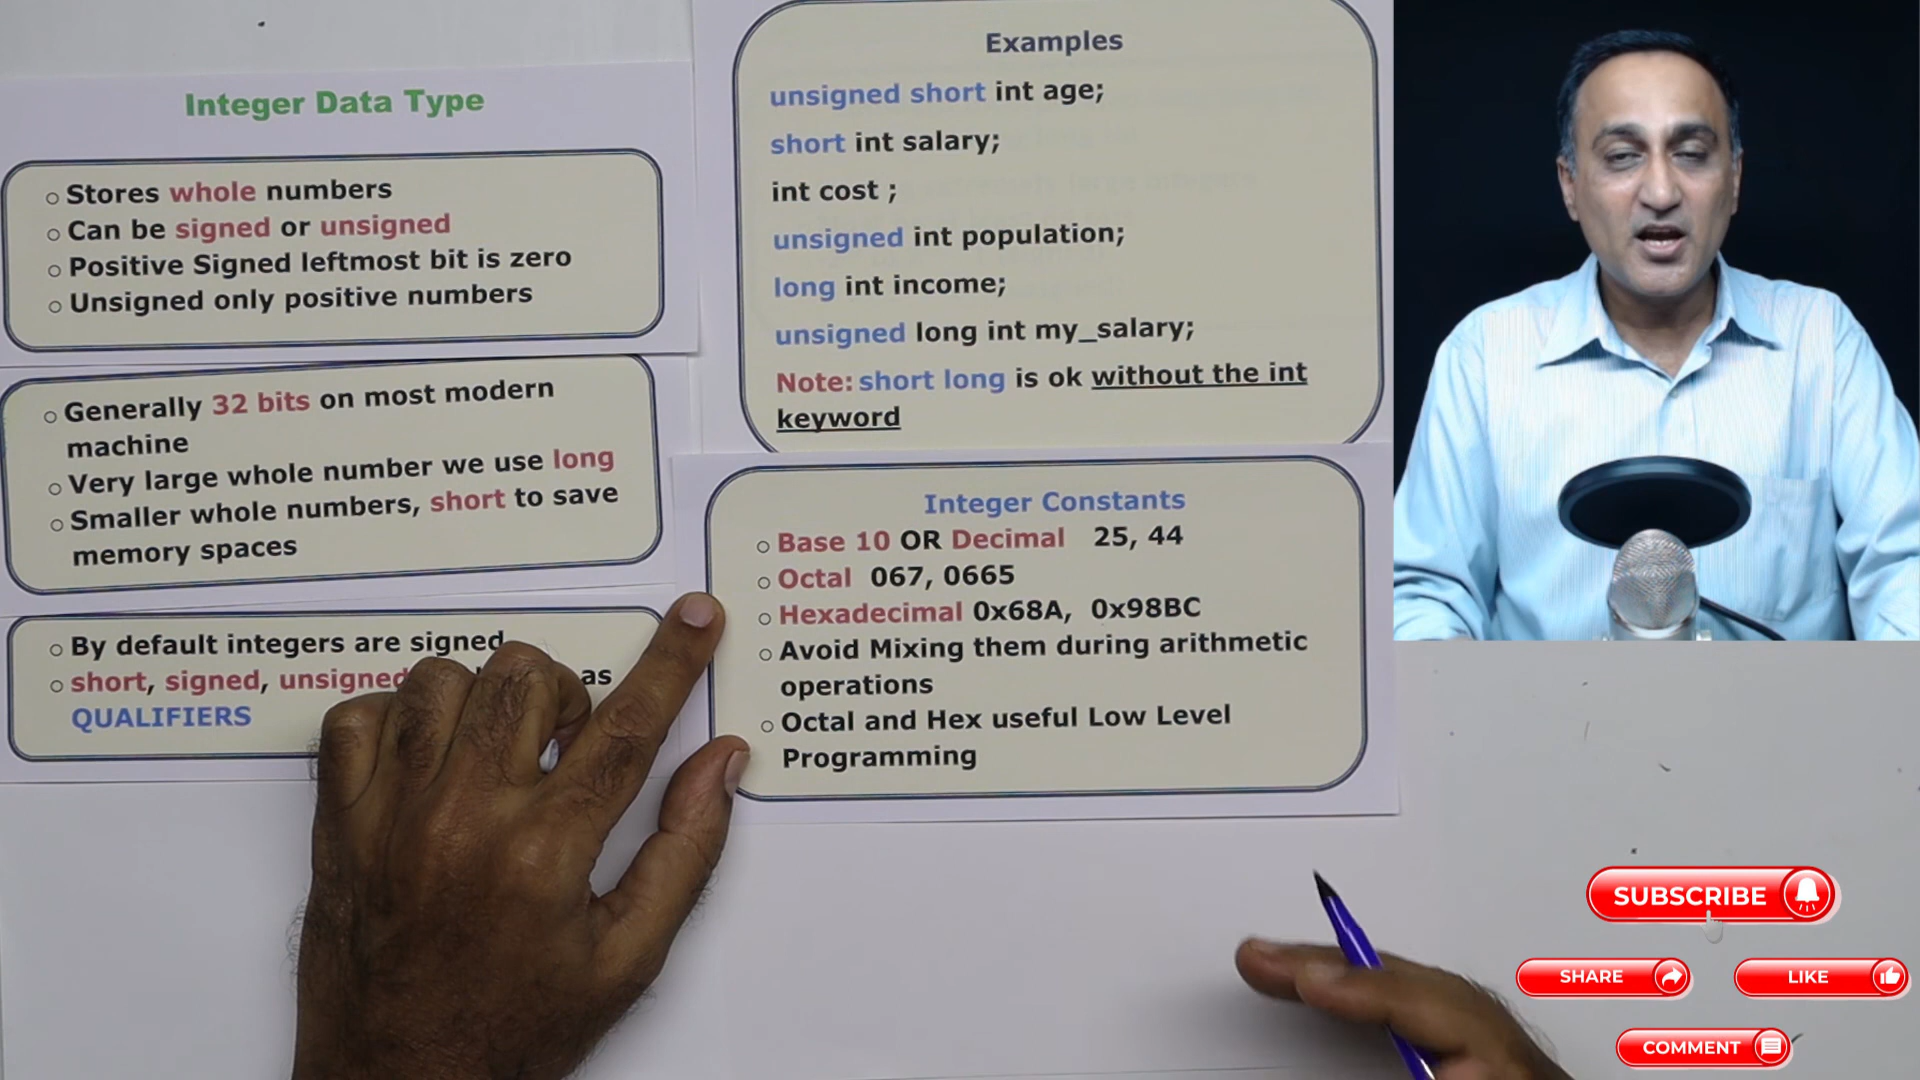 Integer Data Type
Stores whole numbers
Can be signed or unsigned
Positive Signed leftmost bit is zero
Unsigned only positive numbers
Generally 32 bits on most modern
machine
Very large whole number we use long
Smaller whole numbers, short to save
memory spaces
By default integers are signed
short, signed, unsigned as
QUALIFIERS
Examples
unsigned short int age;
short int salary;
int cost ;
unsigned int population;
long int income;
unsigned long int my_salary;
Note: short long is ok without the int
keyword
Integer Constants
Base 10 OR Decimal 25, 44
Octal 067, 0665
Hexadecimal 0x68A, 0x98BC
Avoid Mixing them during arithmetic
operations
Octal and Hex useful Low Level
Programming
SUBSCRIBE
SHARE
LIKE
COMMENT